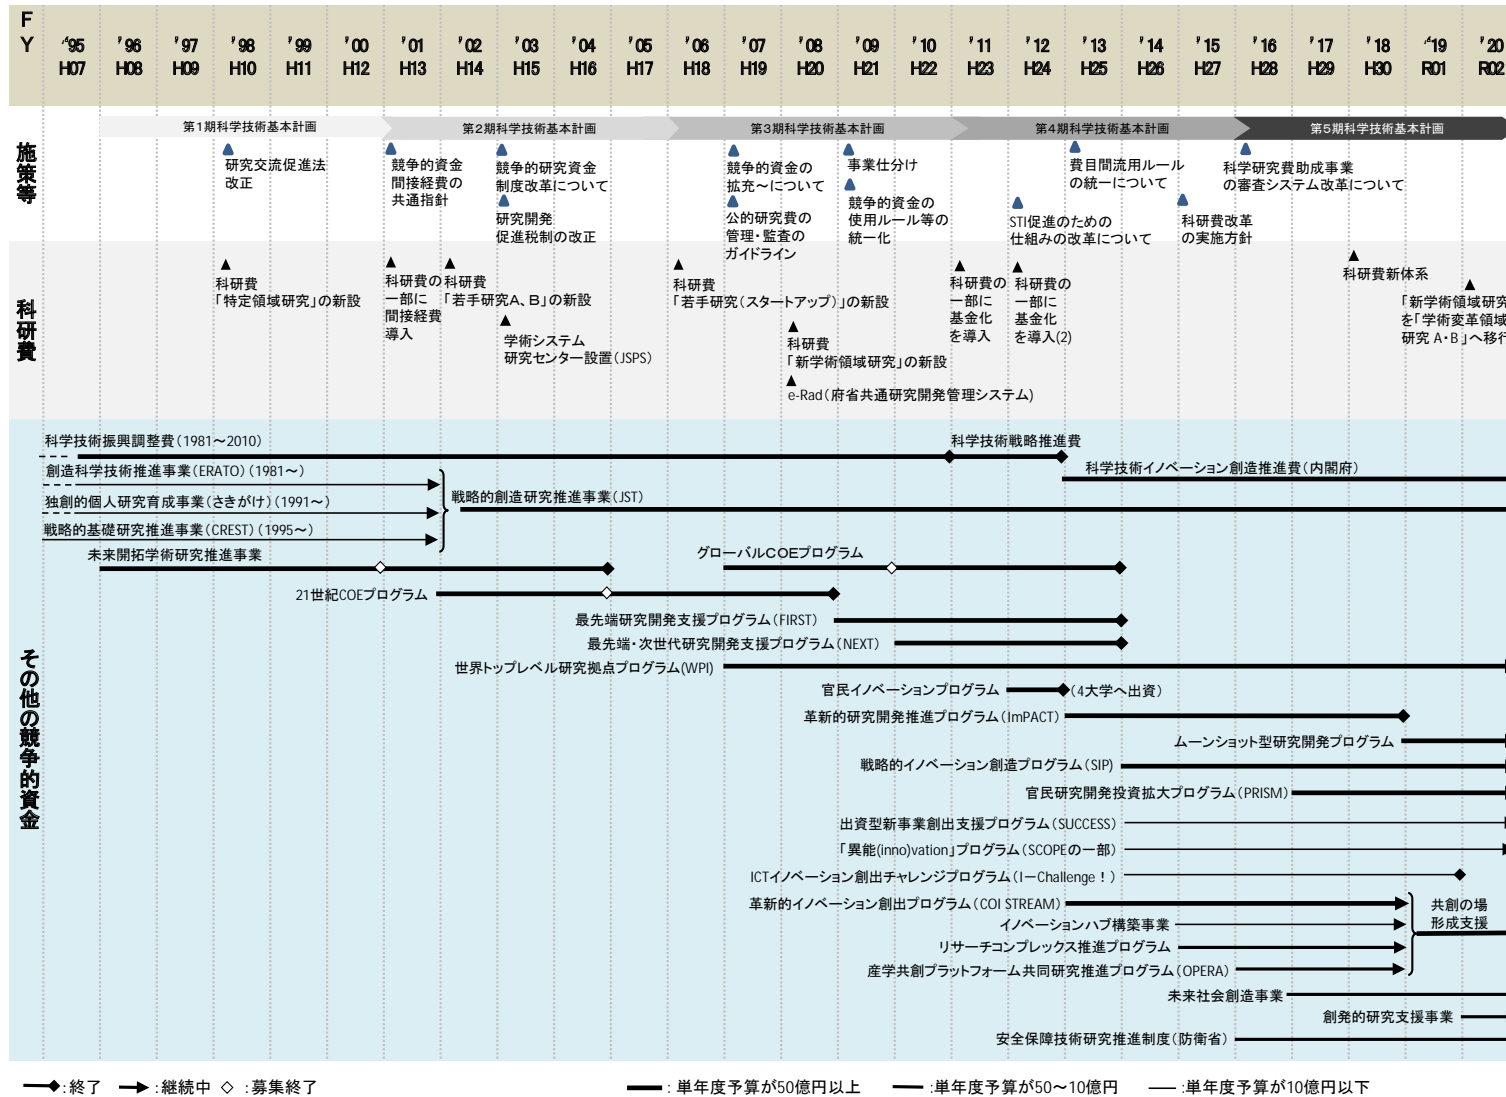 FY
'95 '96 '97 '98 '99 '00 '01 '02 '03 '04 '05 '06 '07 '08 '09 '10 '11 '12 '13 '14 '15 '16 '17 '18 '19 '20
H07 H08 H09 H10 H11 H12 H13 H14 H15 H16 H17 H18 H19 H20 H21 H22 H23 H24 H25 H26 H27 H28 H29 H30 R01 R02
施策等
第1期科学技術基本計画
第2期科学技術基本計画
第3期科学技術基本計画
第4期科学技術基本計画
第5期科学技術基本計画
研究交流促進法
改正
競争的資金
間接経費の
共通指針
競争的研究資金
制度改革について
研究開発
促進税制の改正
競争的資金の
拡充～について
公的研究費の
管理・監査の
ガイドライン
事業仕分け
競争的資金の
使用ルール等の
統一化
STI促進のための
仕組みの改革について
費目間流用ルール
の統一について
科研費改革
の実施方針
科学研究費助成事業
の審査システム改革について
科研費
科研費
「特定領域研究」の新設
科研費の
一部に
間接経費
導入
科研費
「若手研究A、B」の新設
学術システム
研究センター設置(JSPS)
科研費
「若手研究(スタートアップ)」の新設
科研費
「新学術領域研究」の新設
e-Rad(府省共通研究開発管理システム)
科研費の
一部に
基金化
を導入
科研費の
一部に
基金化
を導入(2)
科研費新体系
「新学術領域研究
を「学術変革領域
研究 A・B」へ移行
その他の競争的資金
科学技術振興調整費(1981～2010)
科学技術戦略推進費
科学技術イノベーション創造推進費(内閣府)
創造科学技術推進事業(ERATO)(1981～)
独創的個人研究育成事業(さきがけ)(1991～)
戦略的創造研究推進事業(JST)
戦略的基礎研究推進事業(CREST)(1995～)
未来開拓学術研究推進事業
グローバルCOEプログラム
21世紀COEプログラム
最先端研究開発支援プログラム(FIRST)
最先端・次世代研究開発支援プログラム(NEXT)
世界トップレベル研究拠点プログラム(WPI)
官民イノベーションプログラム
(4大学へ出資)
革新的研究開発推進プログラム(ImPACT)
ムーンショット型研究開発プログラム
戦略的イノベーション創造プログラム(SIP)
官民研究開発投資拡大プログラム(PRISM)
出資型新事業創出支援プログラム(SUCCESS)
「異能(inno)vation」プログラム(SCOPEの一部)
ICTイノベーション創出チャレンジプログラム(I－Challenge！)
革新的イノベーション創出プログラム(COI STREAM)
共創の場
形成支援
イノベーションハブ構築事業
リサーチコンプレックス推進プログラム
産学共創プラットフォーム共同研究推進プログラム(OPERA)
未来社会創造事業
創発的研究支援事業
安全保障技術研究推進制度(防衛省)
:終了 :継続中 :募集終了 :単年度予算が50億円以上 :単年度予算が50～10億円 :単年度予算が10億円以下